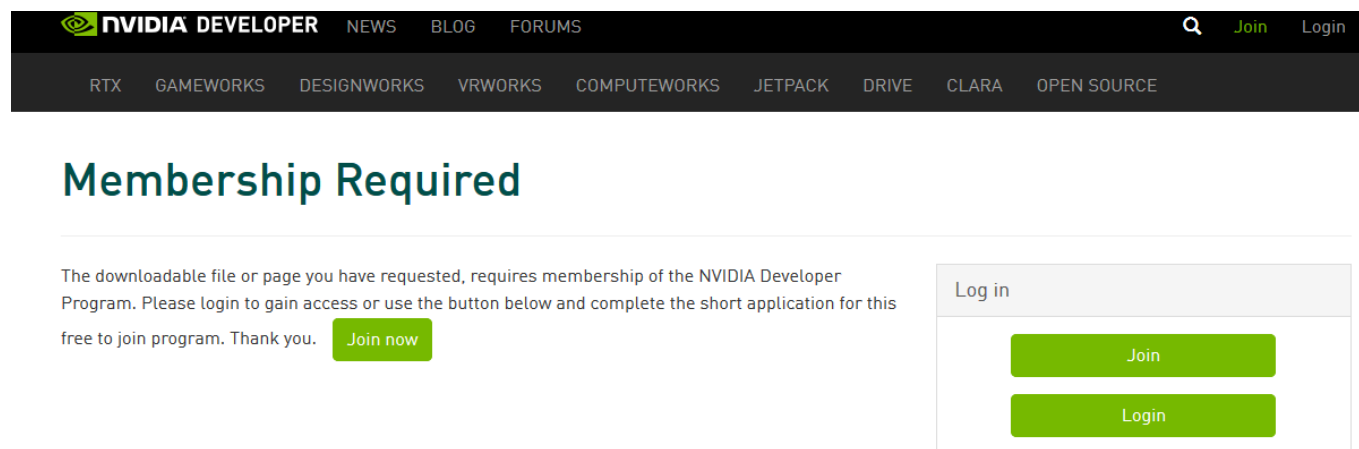 NVIDIA DEVELOPER NEWS BLOG FORUMS Join Login
RTX GAMEWORKS DESIGNWORKS VRWORKS COMPUTEWORKS JETPACK DRIVE CLARA OPEN SOURCE
Membership Required
The downloadable file or page you have requested, requires membership of the NVIDIA Developer
Program. Please login to gain access or use the button below and complete the short application for this
free to join program. Thank you. Join now
Log in
Join
Login